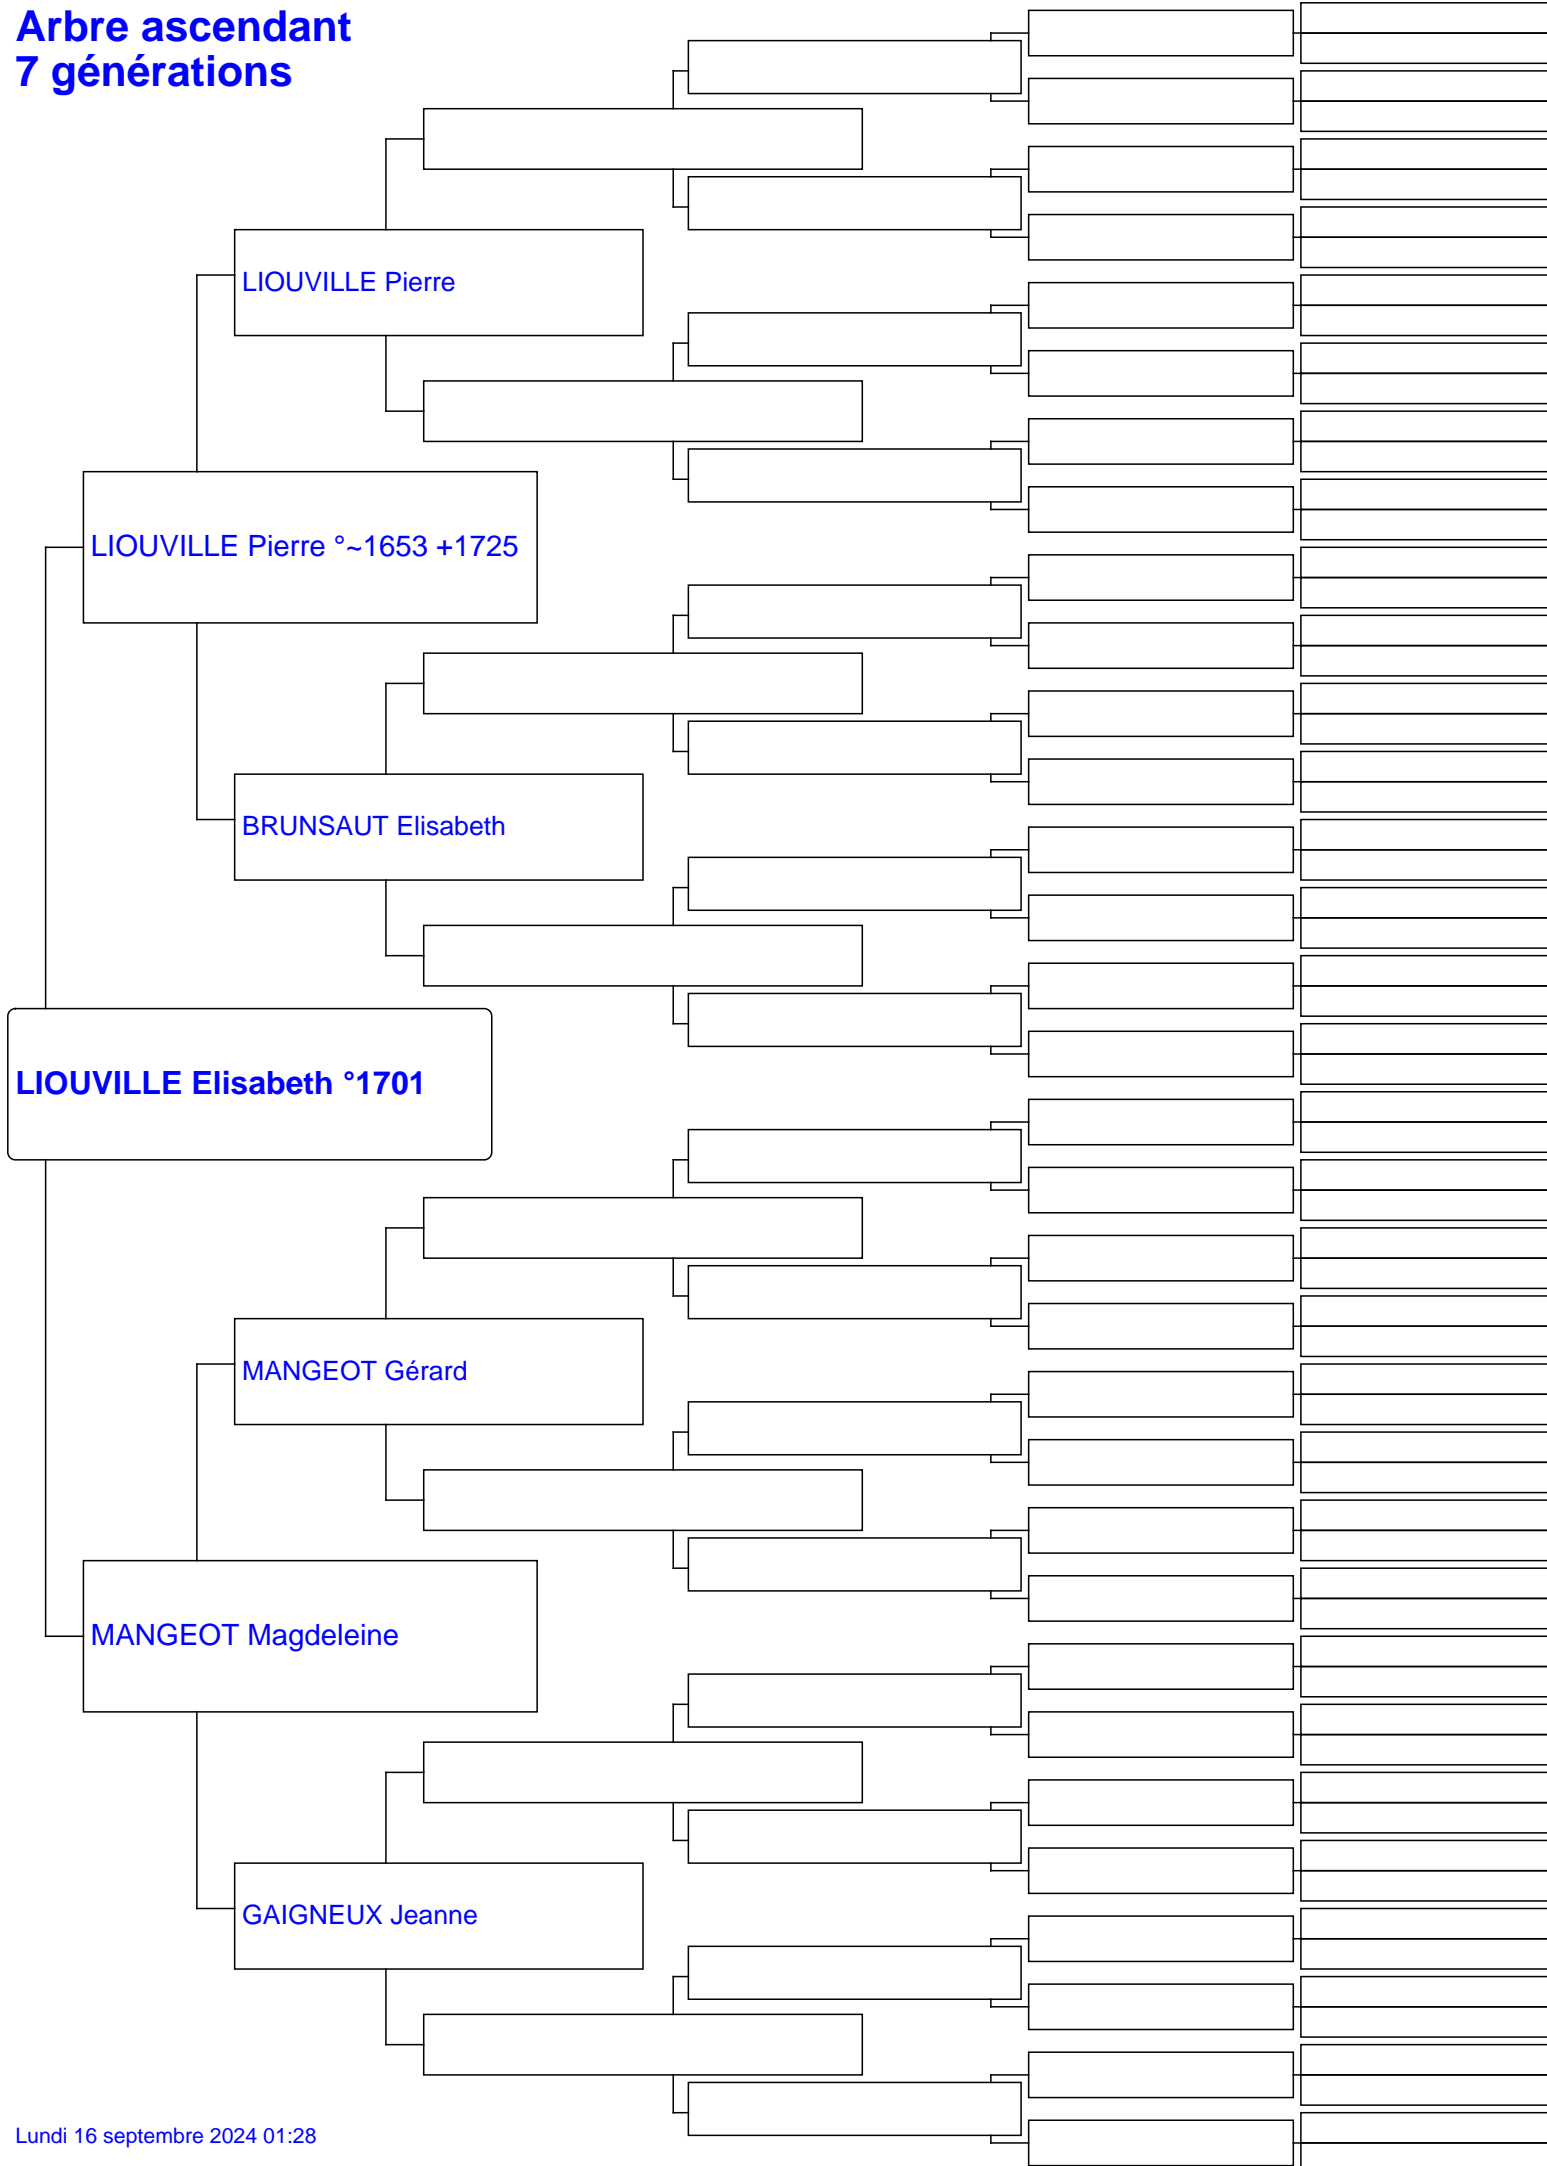 Arbre ascendant
7 générations
LIOUVILLE Pierre
LIOUVILLE Pierre °~1653 +1725
BRUNSAUT Elisabeth
LIOUVILLE Elisabeth °1701
MANGEOT Gérard
MANGEOT Magdeleine
GAIGNEUX Jeanne
Lundi 16 septembre 2024 01:28